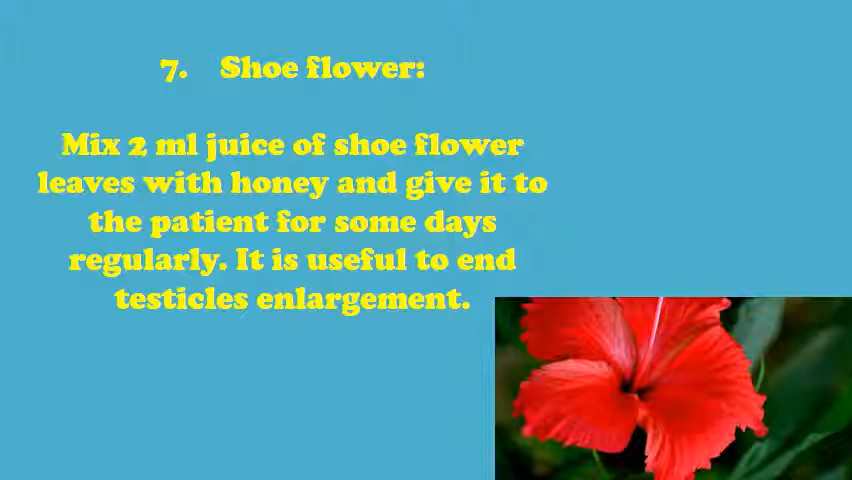 7. Shoe flower:
Mix 2 ml juice of shoe flower
leaves with honey and give it to
the patient for some days
regularly. It is useful to end
testicles enlargement.